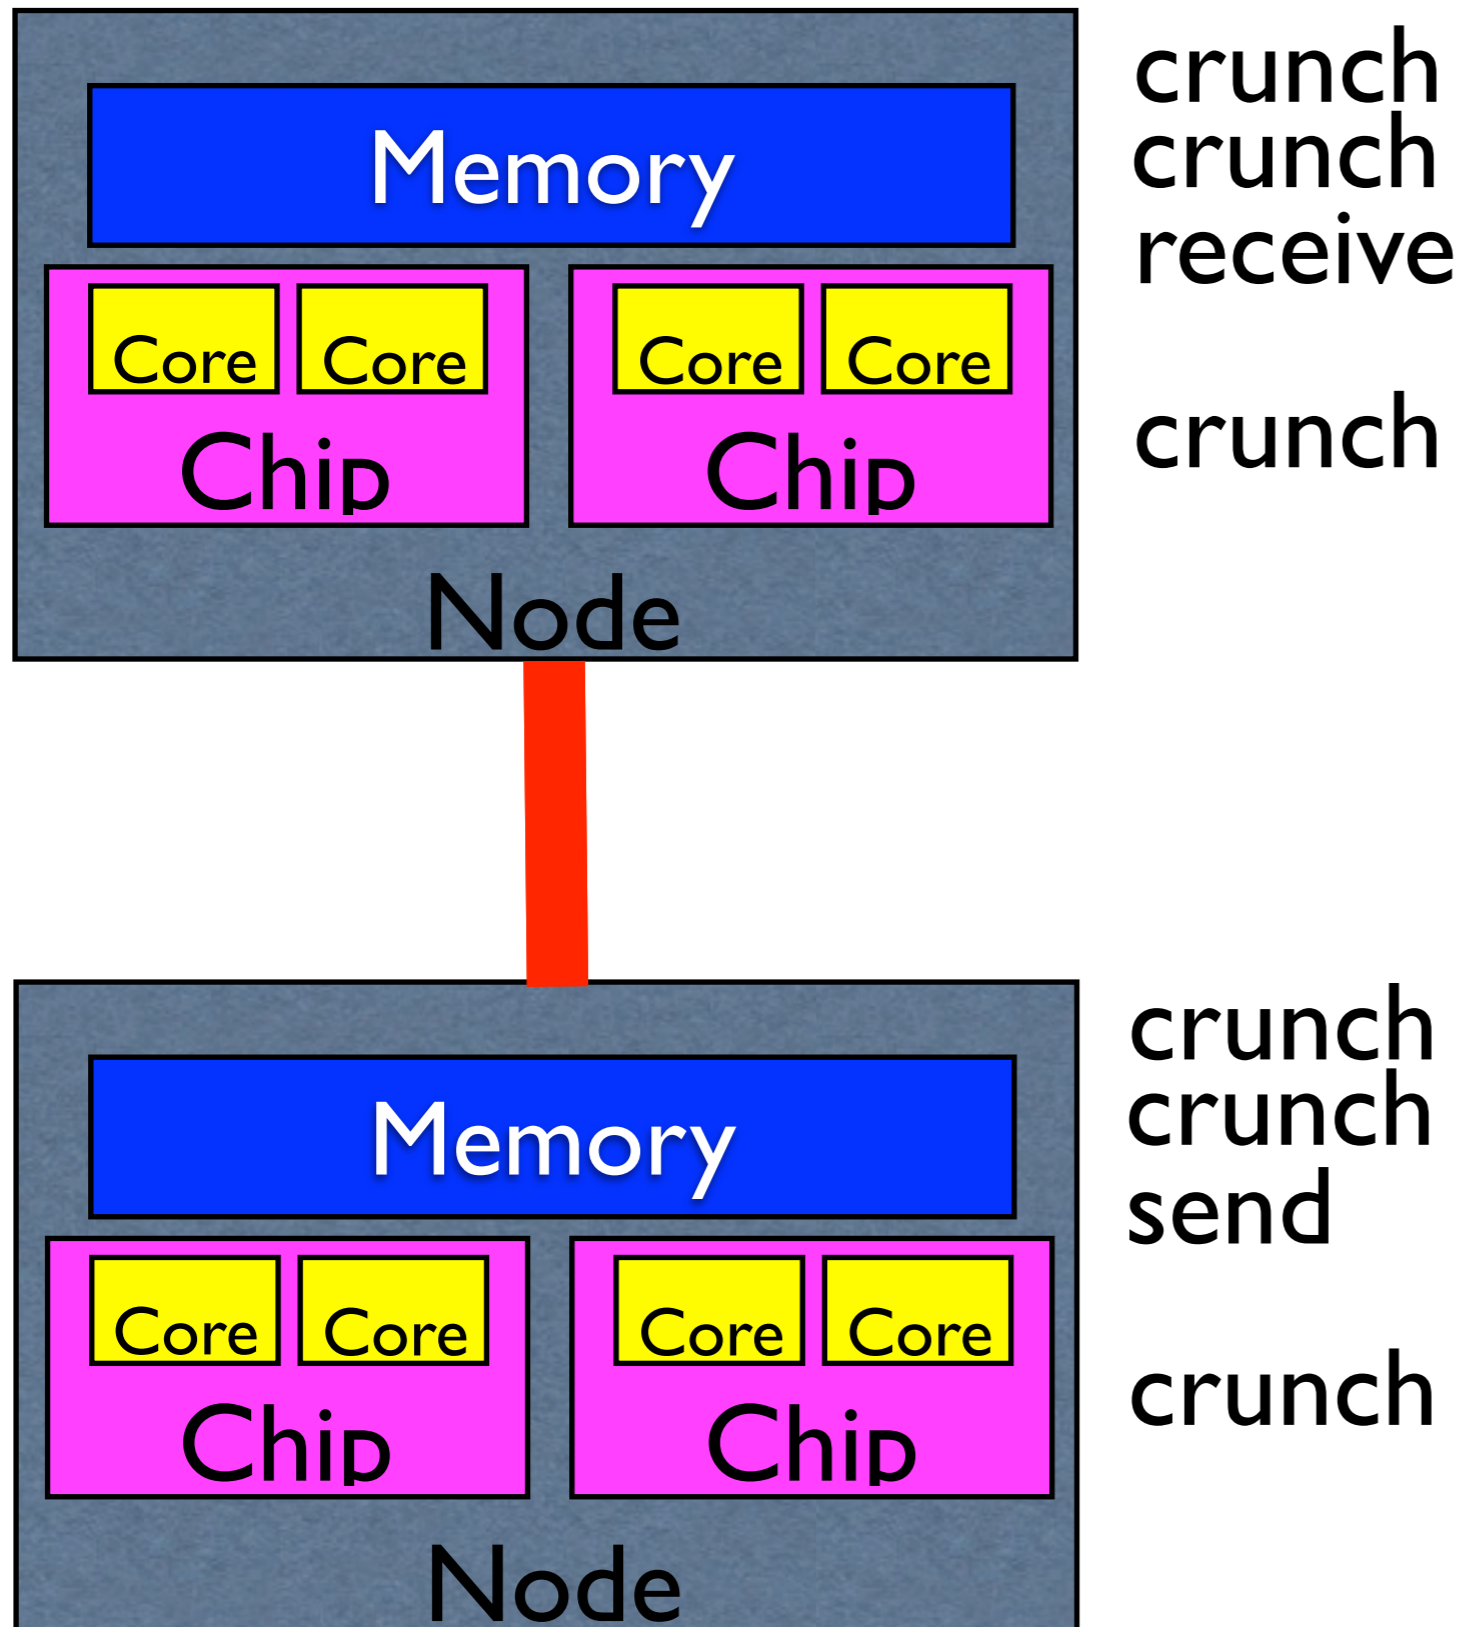 crunch
crunch
receive
crunch
Memory
Core Core Core Core
Chip Chip
Node
crunch
crunch
send
crunch
Memory
Core Core Core Core
Chip Chip
Node